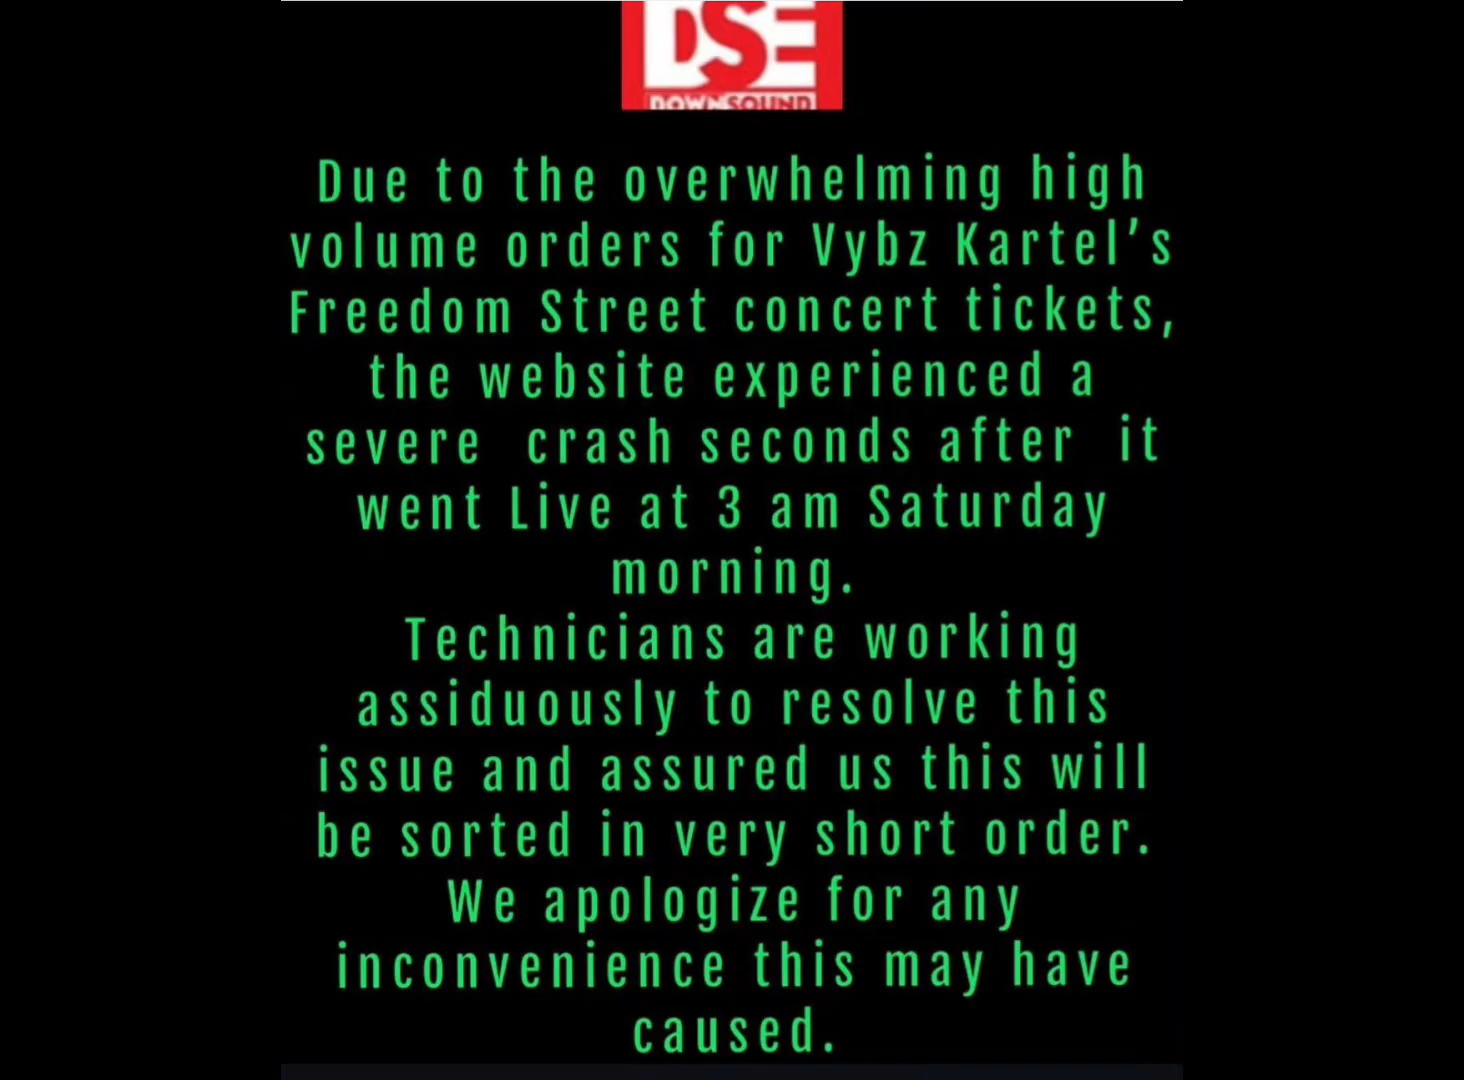 DSE
DOWNSOUND
Due to the overwhelming high
volume orders for Vybz Kartel’s
Freedom Street concert tickets,
the website experienced a
severe crash seconds after it
went Live at 3 am Saturday
morning.
Technicians are working
assiduously to resolve this
issue and assured us this will
be sorted in very short order.
We apologize for any
inconvenience this may have
caused.